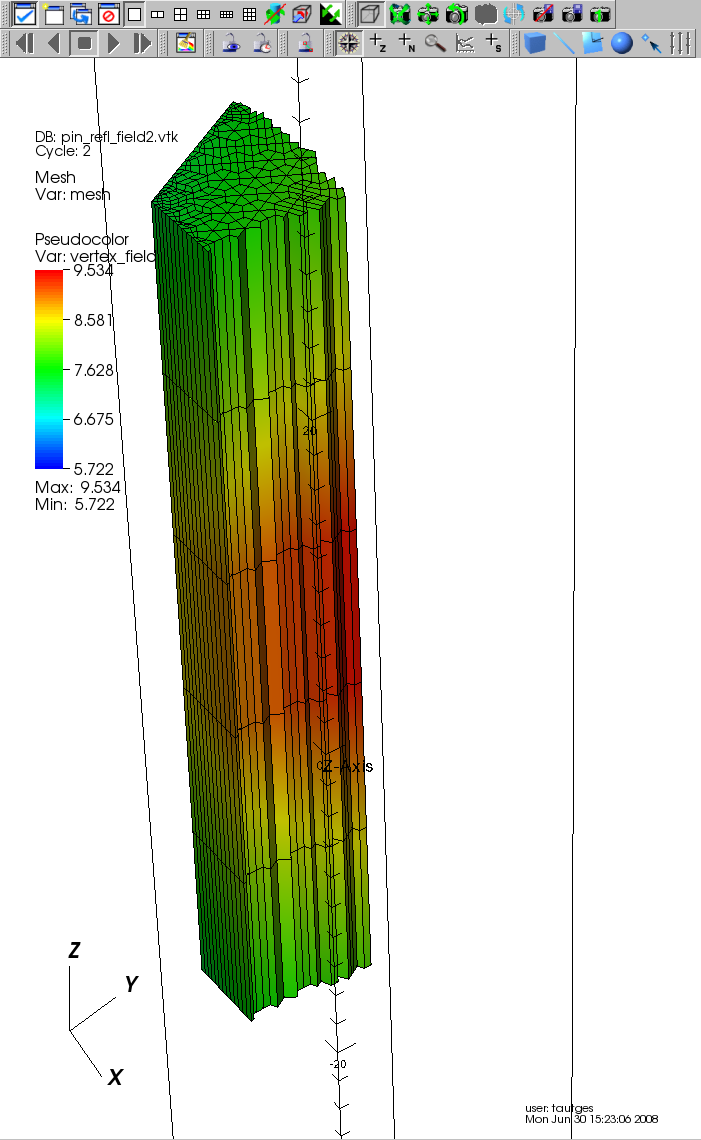 Z
N
S
DB: pin_refl_field2.vtk
Cycle: 2
Mesh
Var: mesh
Pseudocolor
Var: vertex_field
9.534
8.581
7.628
6.675
5.722
Max: 9.534
Min: 5.722
20
0
Z-Axis
-20
Z
Y
X
user: tautges
Mon Jun 30 15:23:06 2008